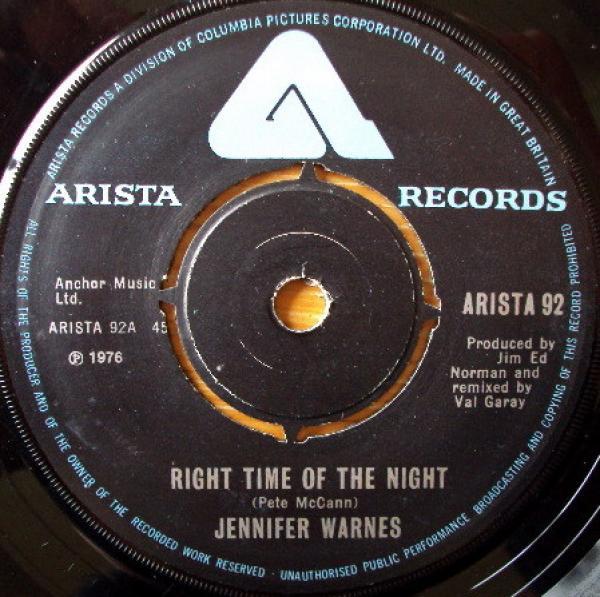 ARISTA RECORDS A DIVISION OF COLUMBIA PICTURES CORPORATION LTD. MADE IN GREAT BRITAIN
ARISTA RECORDS
Anchor Music Ltd.
ARISTA 92A 45
℗ 1976
ARISTA 92
Produced by
Jim Ed
Norman and
remixed by
Val Garay
RIGHT TIME OF THE NIGHT
(Pete McCann)
JENNIFER WARNES
ALL RIGHTS OF THE PRODUCER AND OF THE OWNER OF THE RECORDED WORK RESERVED · UNAUTHORISED PUBLIC PERFORMANCE BROADCASTING AND COPYING OF THIS RECORD PROHIBITED